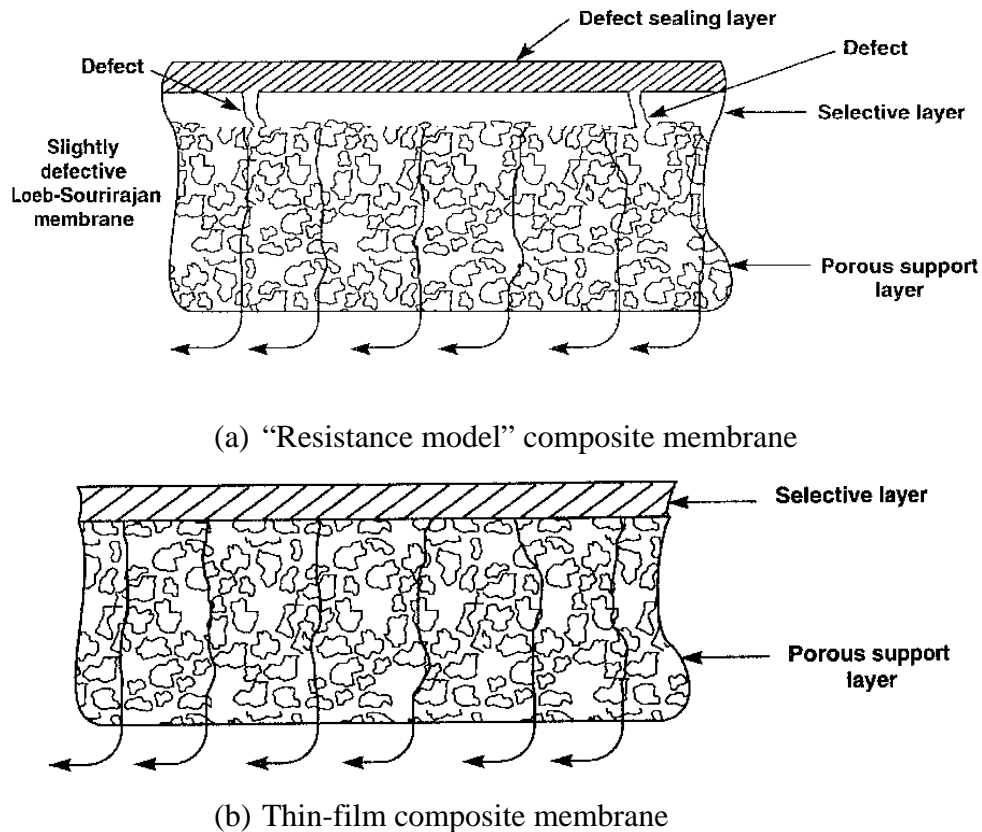 Defect sealing layer
Defect
Defect
Selective layer
Slightly
defective
Loeb-Sourirajan
membrane
Porous support
layer
(a) “Resistance model” composite membrane
Selective layer
Porous support
layer
(b) Thin-film composite membrane